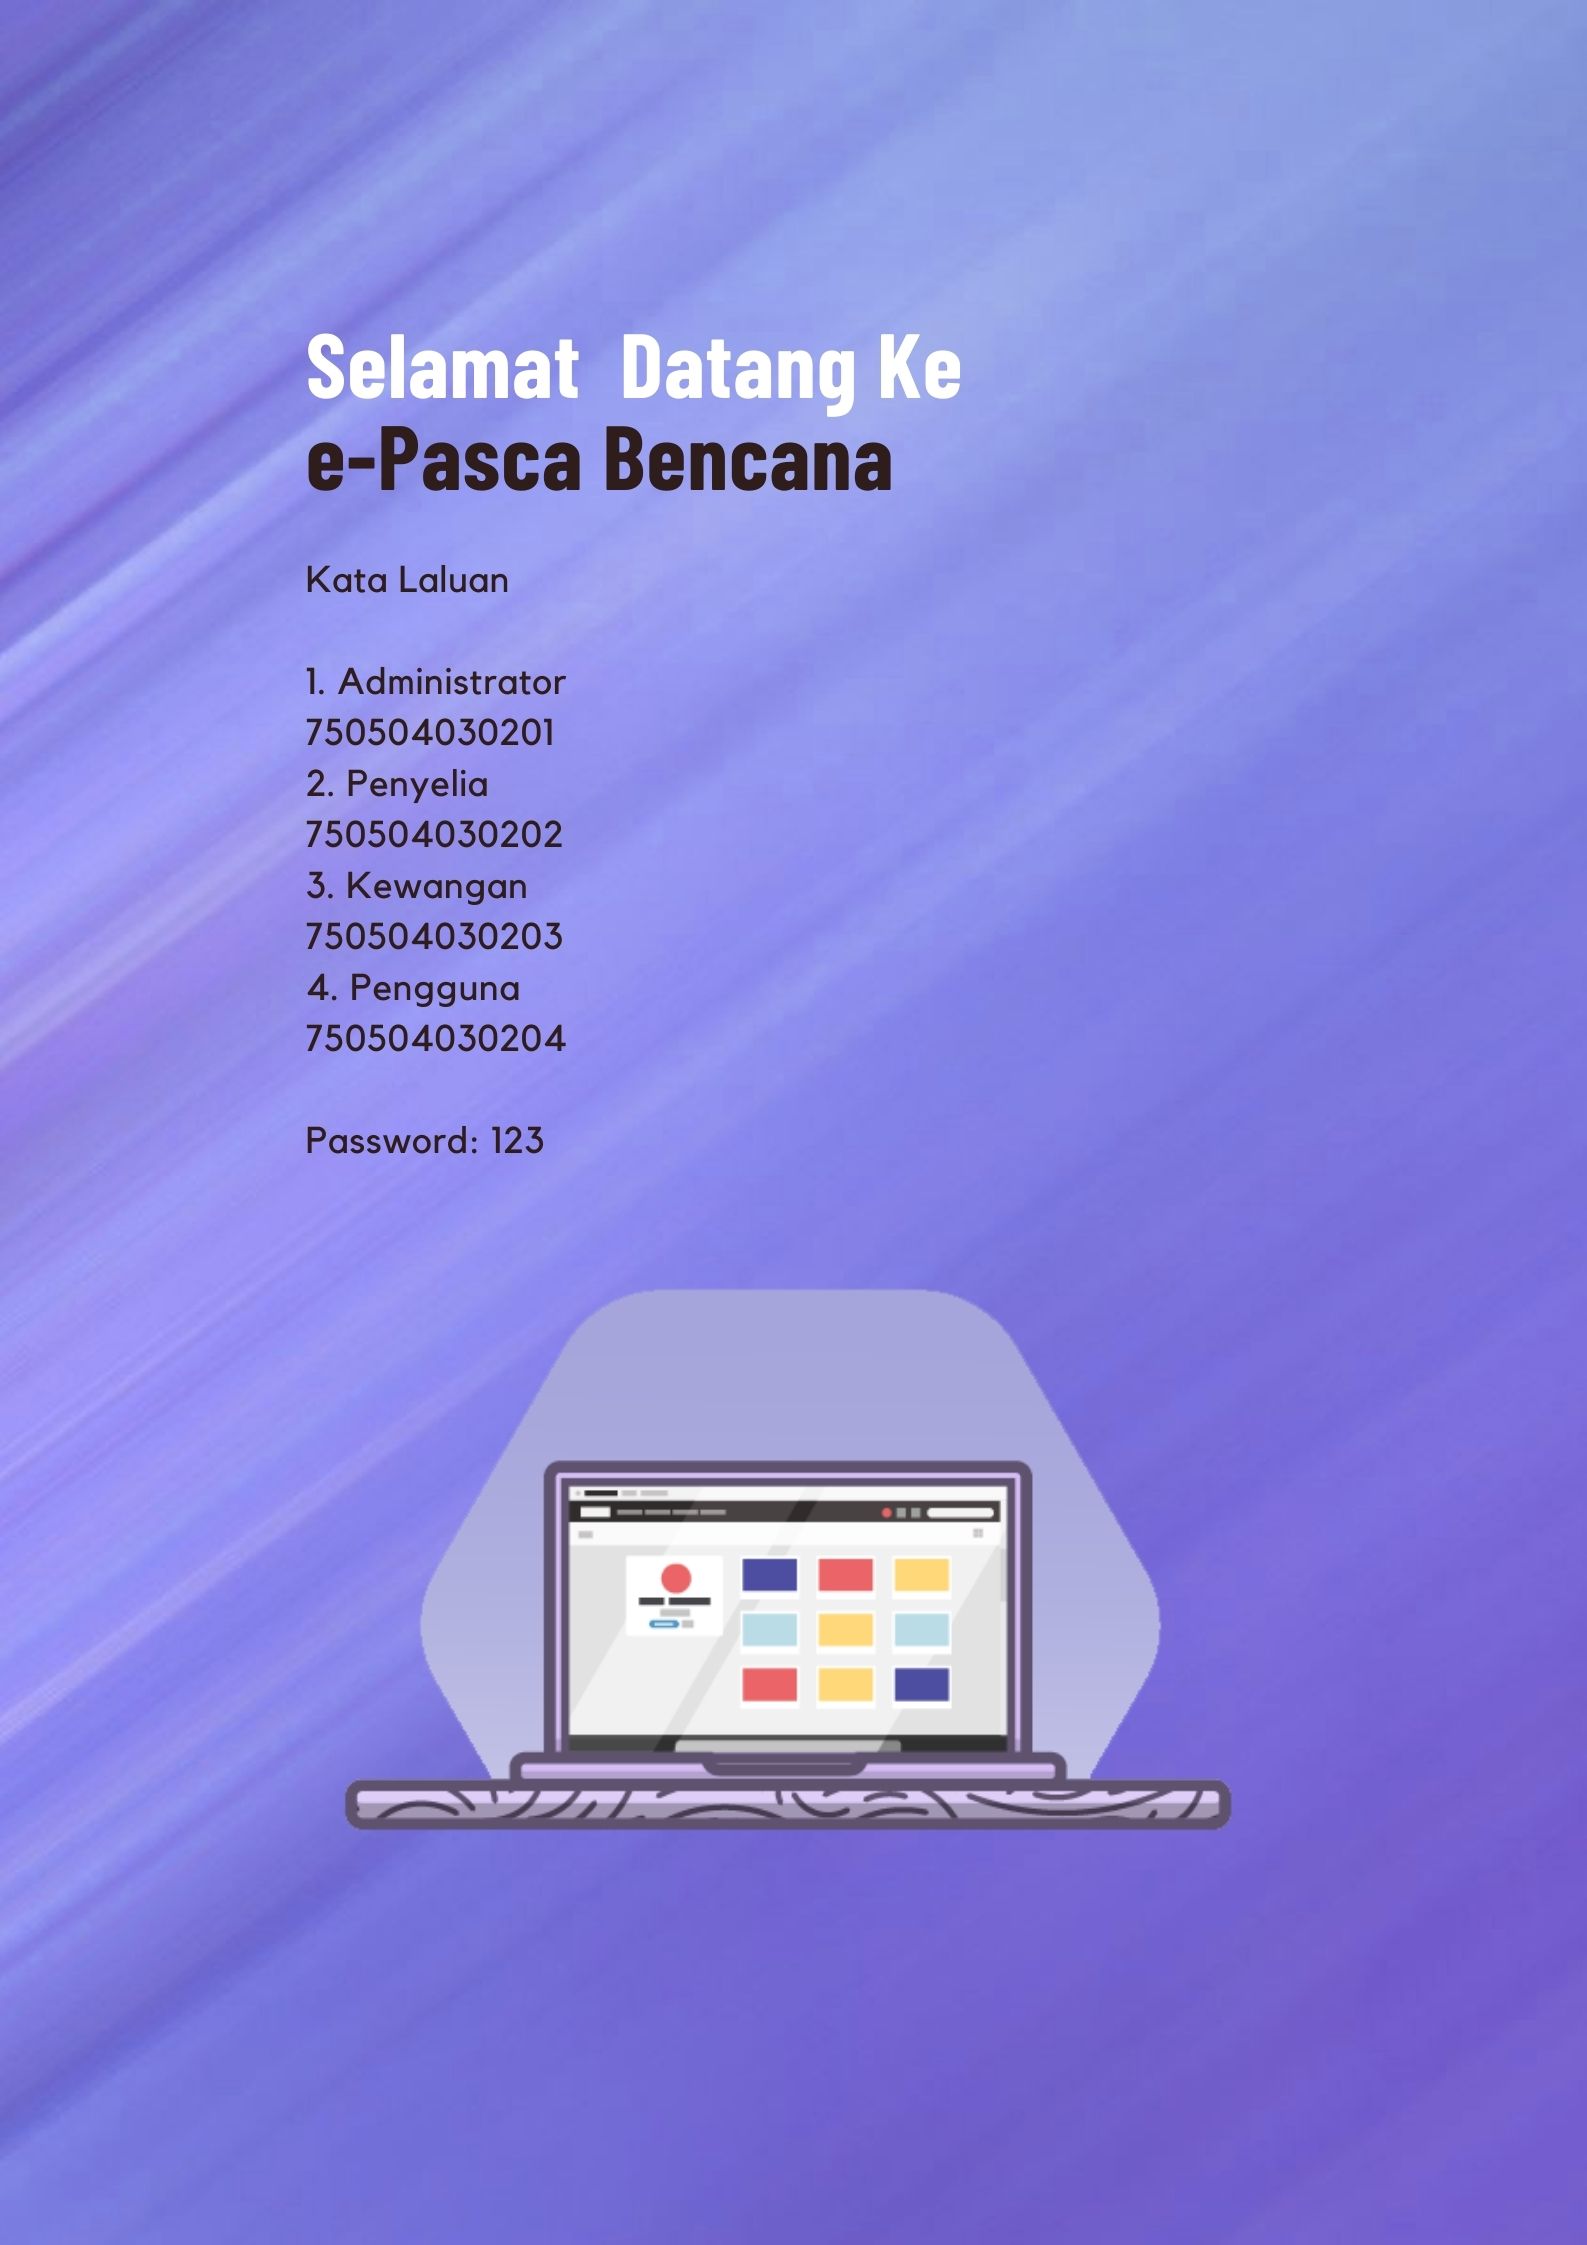 Selamat  Datang Ke
e-Pasca Bencana
Kata Laluan
1. Administrator
750504030201
2. Penyelia
750504030202
3. Kewangan
750504030203
4. Pengguna
750504030204
Password: 123